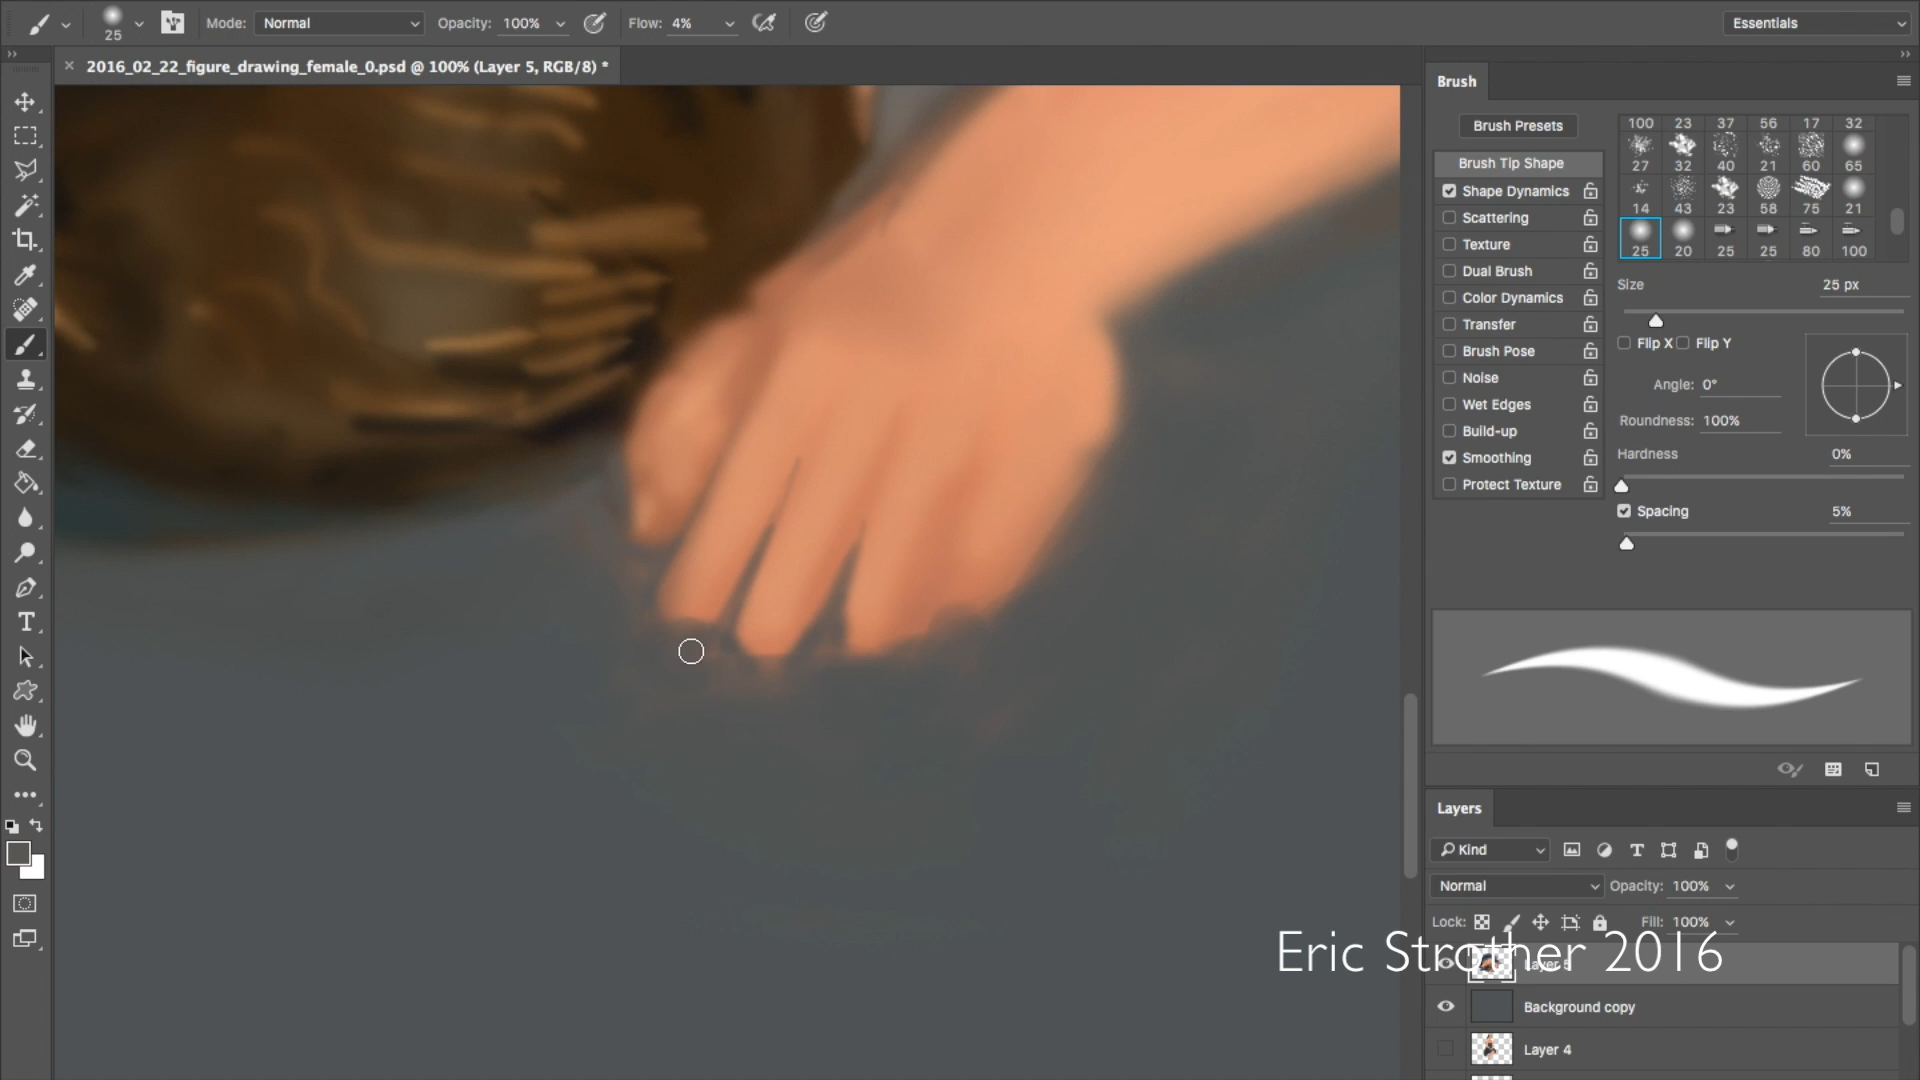 25
Mode: Normal
Opacity: 100%
Flow: 4%
Essentials
2016_02_22_figure_drawing_female_0.psd @ 100% (Layer 5, RGB/8) *
Brush
Brush Presets
100 23 37 56 17 32
27 32 40 21 60 65
14 43 23 58 75 21
25 20 25 25 80 100
Brush Tip Shape
Shape Dynamics
Scattering
Texture
Dual Brush
Color Dynamics
Transfer
Brush Pose
Noise
Wet Edges
Build-up
Smoothing
Protect Texture
Size 25 px
Flip X Flip Y
Angle: 0°
Roundness: 100%
Hardness 0%
Spacing 5%
Layers
Kind
Normal Opacity: 100%
Lock: Fill: 100%
Eric Strother 2016
Layer 5
Background copy
Layer 4